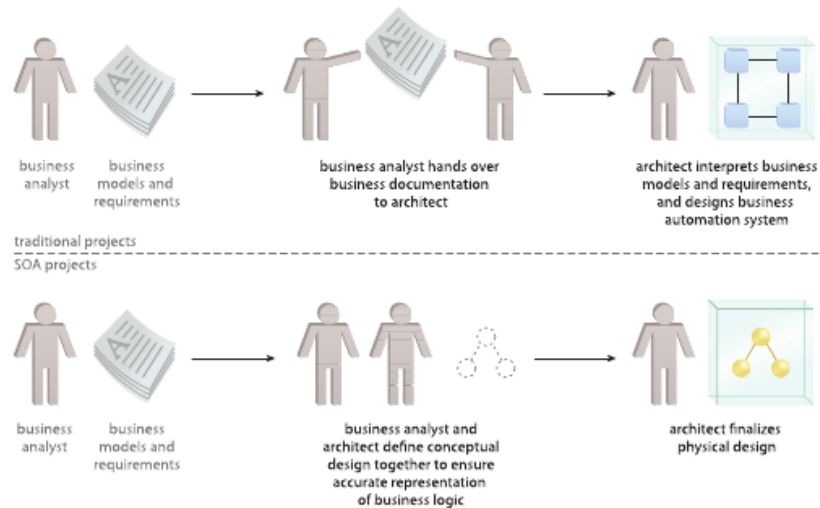 A
A
business
analyst
business
models and
requirements
business analyst hands over
business documentation
to architect
architect interprets business
models and requirements,
and designs business
automation system
traditional projects
SOA projects
A
business
analyst
business
models and
requirements
business analyst and
architect define conceptual
design together to ensure
accurate representation
of business logic
architect finalizes
physical design